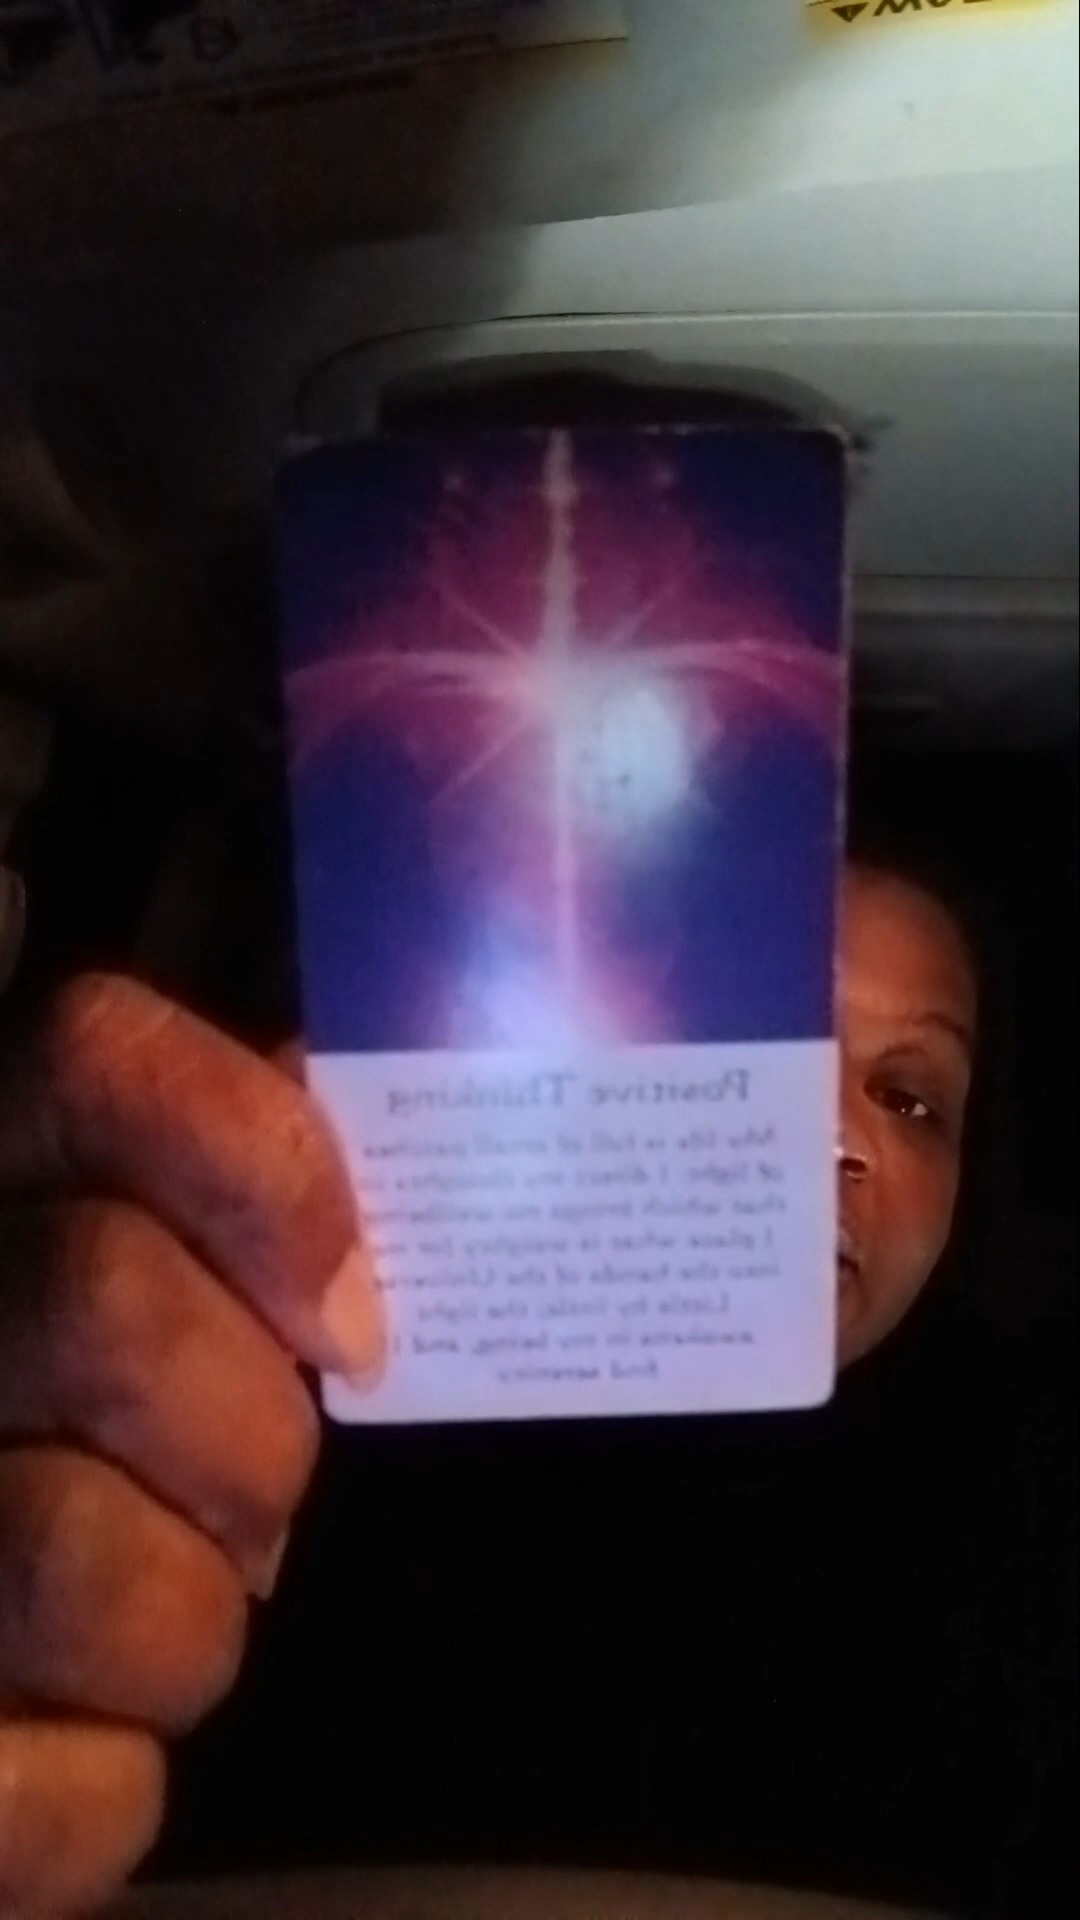 Positive Thinking
My life is full of small patches
of light. I direct my thoughts
that which brings me wellbeing
I place what is weighty for me
into the hands of the Universe
Little by little, the light
awakens in my being, and I
find serenity